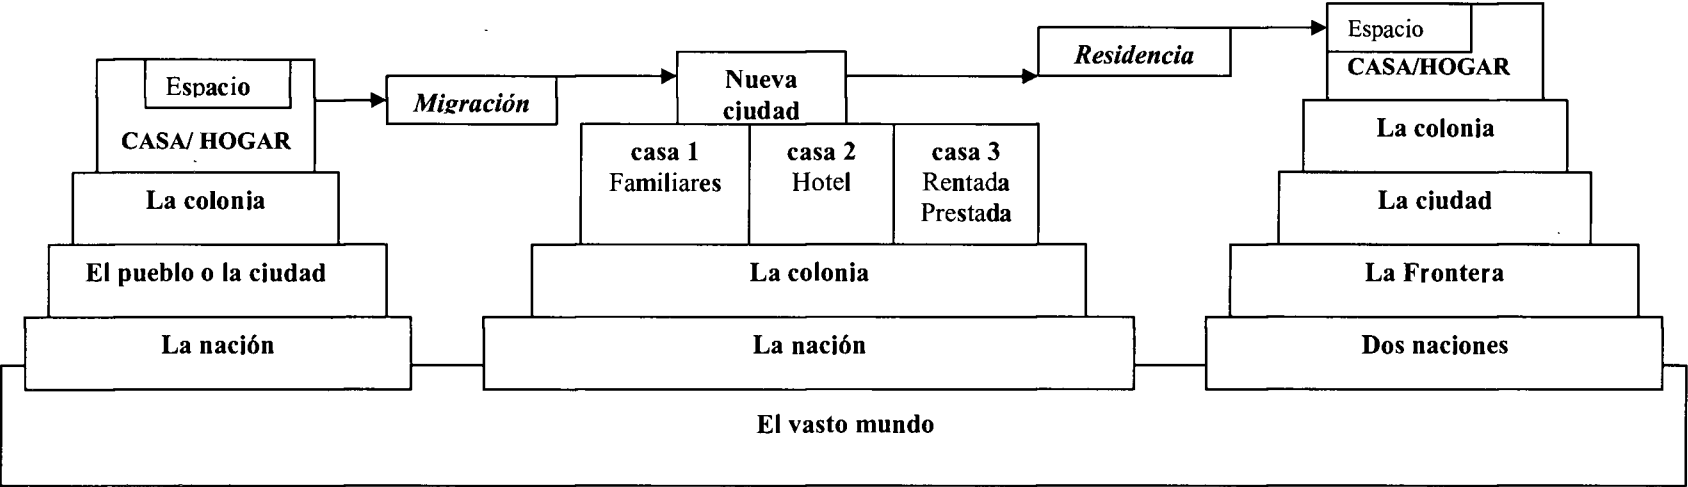 Espacio
CASA/ HOGAR
La colonia
El pueblo o la ciudad
La nación
Migración
Nueva
ciudad
casa 1
Familiares
casa 2
Hotel
casa 3
Rentada
Prestada
La colonia
La nación
Residencia
Espacio
CASA/HOGAR
La colonia
La ciudad
La Frontera
Dos naciones
El vasto mundo